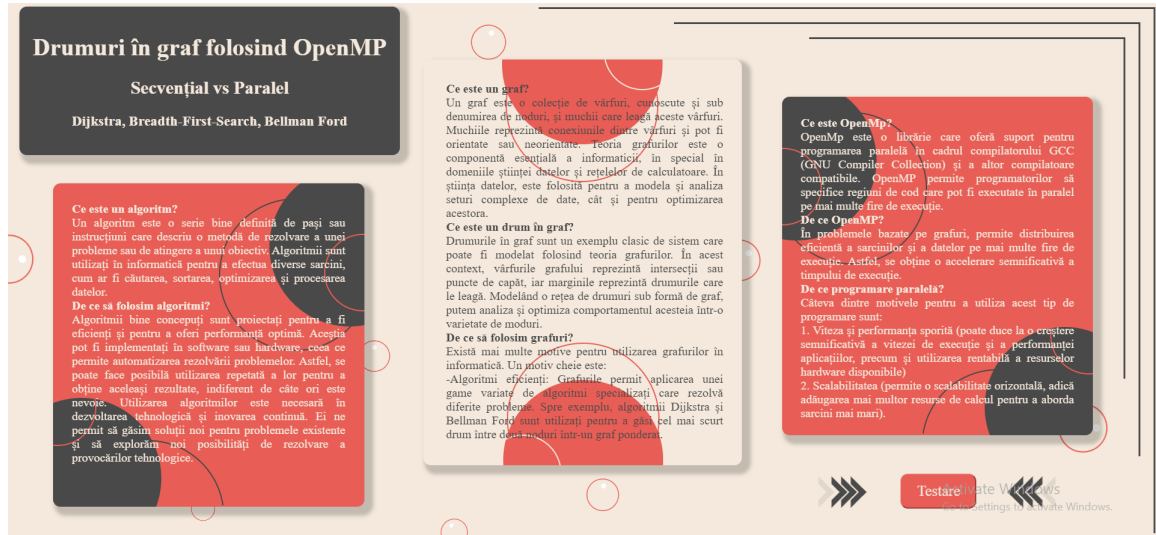 Drumuri în graf folosind OpenMP
Secvențial vs Paralel
Dijkstra, Breadth-First-Search, Bellman Ford
Ce este un algoritm?
Un algoritm este o serie bine definită de pași sau
instrucțiuni care descriu o metodă de rezolvare a unei
probleme sau de atingere a unui obiectiv. Algoritmii sunt
utilizați în informatică pentru a efectua diverse sarcini,
cum ar fi căutarea, sortarea, optimizarea și procesarea
datelor.
De ce să folosim algoritmi?
Algoritmii bine concepuți sunt proiectați pentru a fi
eficienți și pentru a oferi performanță optimă. Aceștia
pot fi implementați în software sau hardware, ceea ce
permite automatizarea rezolvării problemelor. Astfel, se
poate face posibilă utilizarea repetată a lor pentru a
obține aceleași rezultate, indiferent de câte ori este
nevoie. Utilizarea algoritmilor este necesară în
dezvoltarea tehnologică și inovarea continuă. Ei ne
permit să găsim soluții noi pentru problemele existente
și să explorăm noi posibilități de rezolvare a
provocărilor tehnologice.
Ce este un graf?
Un graf este o colecție de vârfuri, cunoscute și sub
denumirea de noduri, și muchii care leagă aceste vârfuri.
Muchiile reprezintă conexiunile dintre vârfuri și pot fi
orientate sau neorientate. Teoria grafurilor este o
componentă esențială a informaticii, în special în
domeniile științei datelor și rețelelor de calculatoare. În
știința datelor, este folosită pentru a modela și analiza
seturi complexe de date, cât și pentru optimizarea
acestora.
Ce este un drum în graf?
Drumurile în graf sunt un exemplu clasic de sistem care
poate fi modelat folosind teoria grafurilor. În acest
context, vârfurile grafului reprezintă intersecții sau
puncte de capăt, iar marginile reprezintă drumurile care
le leagă. Modelând o rețea de drumuri sub formă de graf,
putem analiza și optimiza comportamentul acesteia într-o
varietate de moduri.
De ce să folosim grafuri?
Există mai multe motive pentru utilizarea grafurilor în
informatică. Un motiv cheie este:
-Algoritmi eficienți: Grafurile permit aplicarea unei
game variate de algoritmi specializați care rezolvă
diferite probleme. Spre exemplu, algoritmii Dijkstra și
Bellman Ford sunt utilizați pentru a găsi cel mai scurt
drum între două noduri într-un graf ponderat.
Ce este OpenMp?
OpenMp este o librărie care oferă suport pentru
programarea paralelă în cadrul compilatorului GCC
(GNU Compiler Collection) și a altor compilatoare
compatibile. OpenMP permite programatorilor să
specifice regiuni de cod care pot fi executate în paralel
pe mai multe fire de execuție.
De ce OpenMP?
În problemele bazate pe grafuri, permite distribuirea
eficientă a sarcinilor și a datelor pe mai multe fire de
execuție. Astfel, se obține o accelerare semnificativă a
timpului de execuție.
De ce programare paralelă?
Câteva dintre motivele pentru a utiliza acest tip de
programare sunt:
1. Viteza și performanța sporită (poate duce la o creștere
semnificativă a vitezei de execuție și a performanței
aplicațiilor, precum și utilizarea rentabilă a resurselor
hardware disponibile)
2. Scalabilitatea (permite o scalabilitate orizontală, adică
adăugarea mai multor resurse de calcul pentru a aborda
sarcini mai mari).
Testare
Activate Windows
Go to Settings to activate Windows.